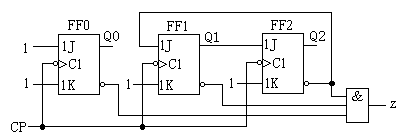 FF0 FF1 FF2
1 1J Q0 1J Q1 1J Q2
C1 C1 C1
1 1K 1 1K 1 1K & z
CP